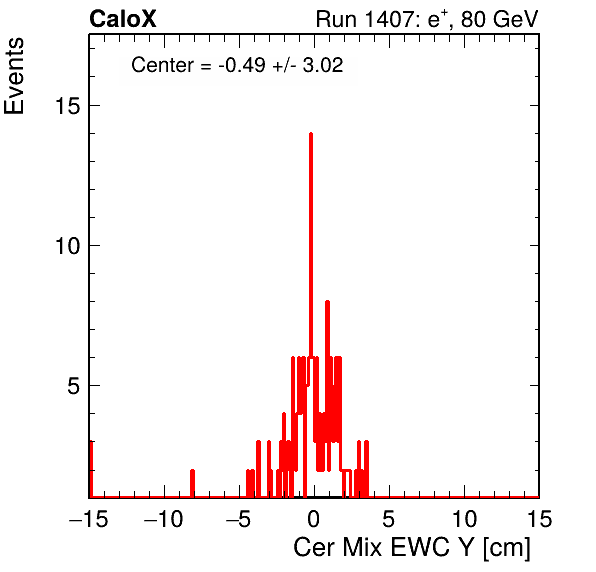 CaloX Run 1407: e⁺, 80 GeV
Center = -0.49 +/- 3.02
Events
15
10
5
−15 −10 −5 0 5 10 15
Cer Mix EWC Y [cm]